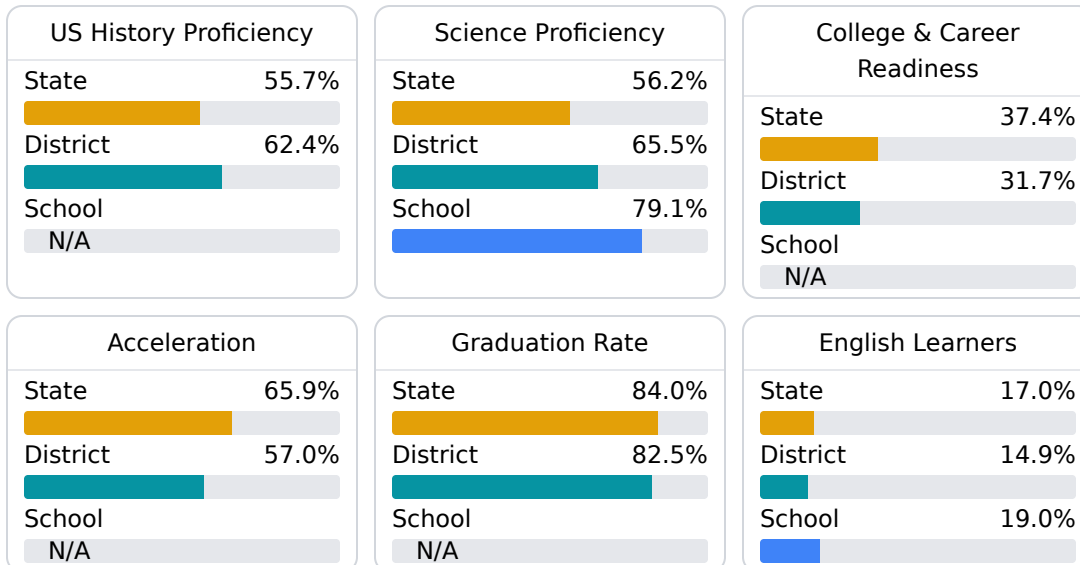 US History Proficiency
State 55.7%
District 62.4%
School
N/A
Science Proficiency
State 56.2%
District 65.5%
School 79.1%
College & Career
Readiness
State 37.4%
District 31.7%
School
N/A
Acceleration
State 65.9%
District 57.0%
School
N/A
Graduation Rate
State 84.0%
District 82.5%
School
N/A
English Learners
State 17.0%
District 14.9%
School 19.0%